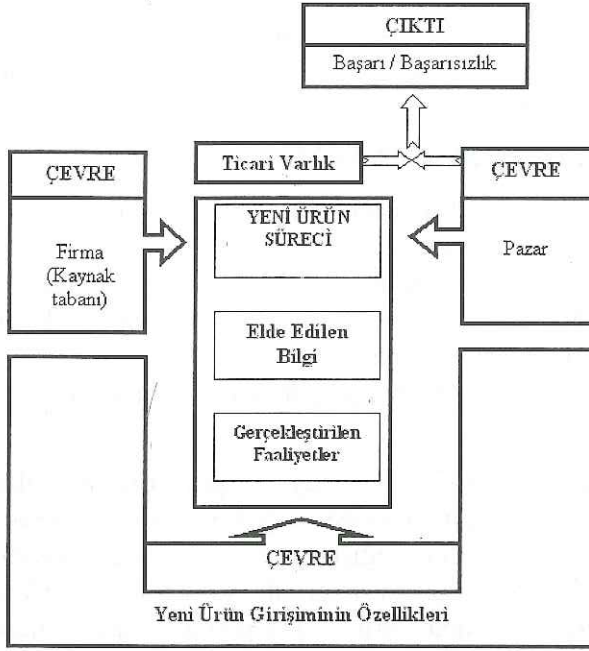 ÇIKTI
Başarı / Başarısızlık
Ticari Varlık
ÇEVRE
Firma
(Kaynak
tabanı)
YENİ ÜRÜN
SÜRECİ
Elde Edilen
Bilgi
Gerçekleştirilen
Faaliyetler
ÇEVRE
Pazar
ÇEVRE
Yeni Ürün Girişiminin Özellikleri